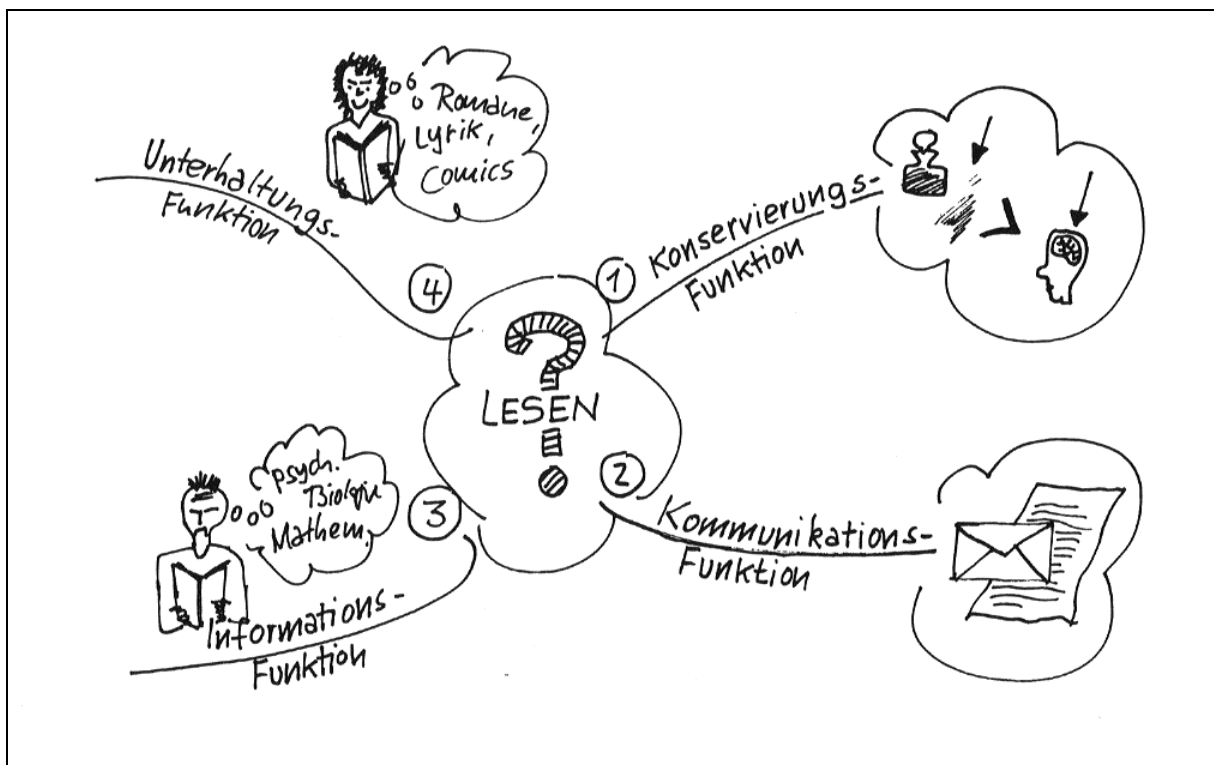 LESEN
?
1
Konservierungs-
Funktion
2
Kommunikations-
Funktion
3
Informations-
Funktion
psych.
Biologie
Mathem.
4
Unterhaltungs-
Funktion
Romane,
Lyrik,
Comics